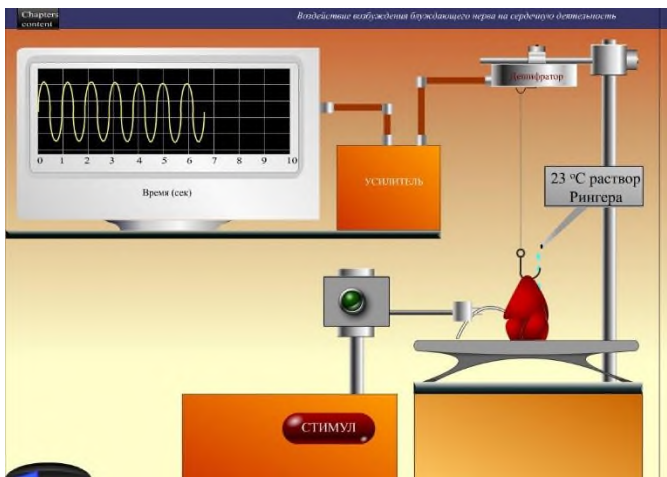 Chapters
content
Воздействие возбуждения блуждающего нерва на сердечную деятельность
Дешифратор
0 1 2 3 4 5 6 7 8 9 10
Время (сек)
УСИЛИТЕЛЬ
23 °C раствор
Рингера
СТИМУЛ